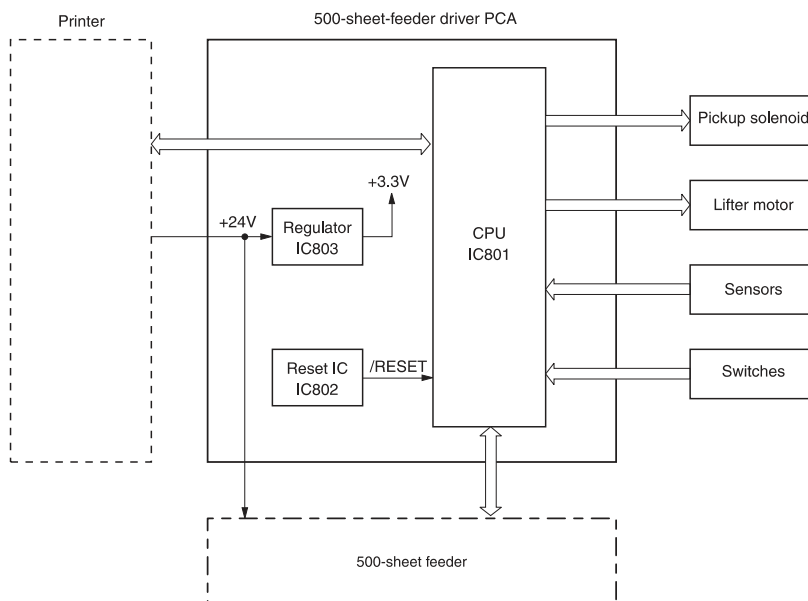 Printer
500-sheet-feeder driver PCA
Pickup solenoid
+3.3V
Lifter motor
+24V
Regulator
IC803
CPU
IC801
Sensors
Reset IC
IC802
/RESET
Switches
500-sheet feeder